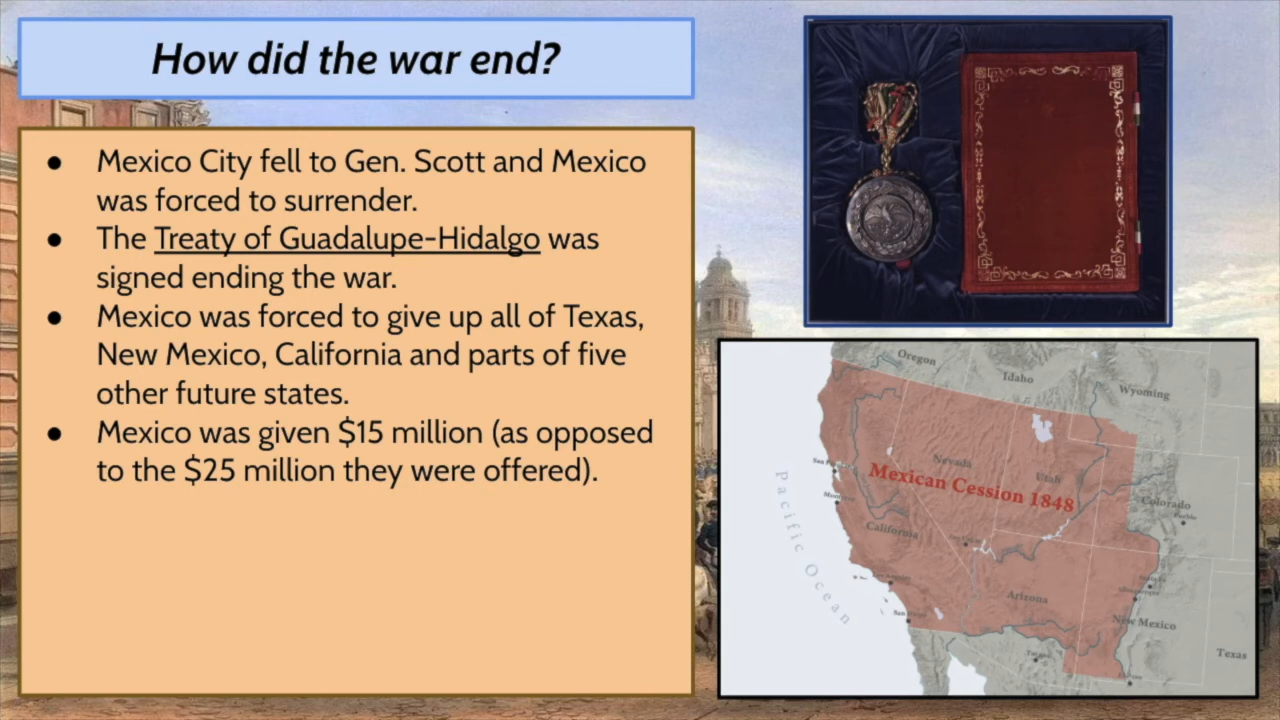 How did the war end?
● Mexico City fell to Gen. Scott and Mexico
was forced to surrender.
● The Treaty of Guadalupe-Hidalgo was
signed ending the war.
● Mexico was forced to give up all of Texas,
New Mexico, California and parts of five
other future states.
● Mexico was given $15 million (as opposed
to the $25 million they were offered).
Oregon
Idaho
Wyoming
Nevada
Utah
Mexican Cession 1848
Colorado
Pueblo
California
Pacific Ocean
Arizona
New Mexico
Texas